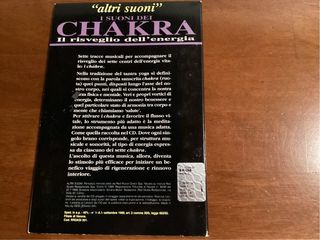 "altri suoni"
I SUONI DEI
CHAKRA
Il risveglio dell'energia
Sette tracce musicali per accompagnare il
risveglio dei sette centri dell'energia vita-
le: i chakra.
Nella tradizione del tantra yoga si defini-
scono con la parola sanscrita chakra (ruo-
ta) quei punti, disposti lungo l'asse del no-
stro corpo, nei quali si concentra la nostra
forza fisica e mentale. Veri e propri vortici di
energia, determinano il nostro benessere e
quel particolare stato di armonia tra corpo e
mente che chiamiamo 'salute'.
Per attivare i chakra e favorire il flusso vi-
tale, lo strumento più adatto è la medita-
zione accompagnata da una musica adatta.
Come quella raccolta nel CD. Dove ogni sin-
golo brano corrisponde, per struttura mu-
sicale e sonorità, al tipo di energia espres-
sa da ciascuno dei sette chakra.
L'ascolto di questa musica, allora, diventa
lo stimolo più efficace per iniziare un be-
nefico viaggio di rigenerazione e rinnovo
interiore.